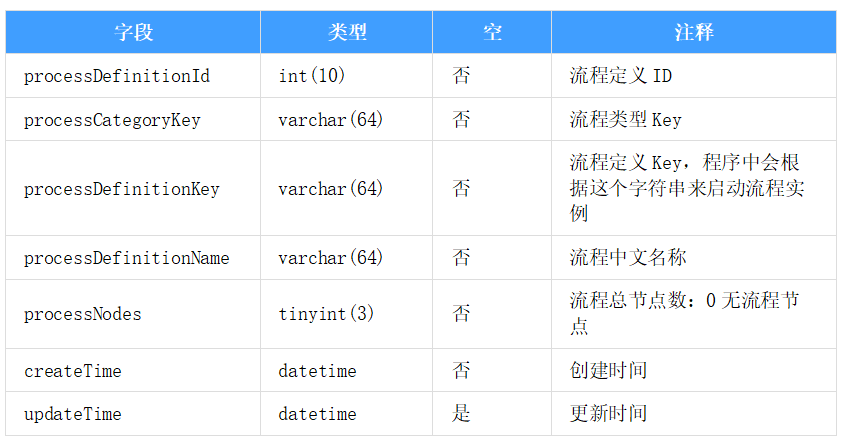 字段 类型 空 注释
processDefinitionId int(10) 否 流程定义 ID
processCategoryKey varchar(64) 否 流程类型 Key
processDefinitionKey varchar(64) 否 流程定义 Key，程序中会根
据这个字符串来启动流程实
例
processDefinitionName varchar(64) 否 流程中文名称
processNodes tinyint(3) 否 流程总节点数：0 无流程节
点
createTime datetime 否 创建时间
updateTime datetime 是 更新时间